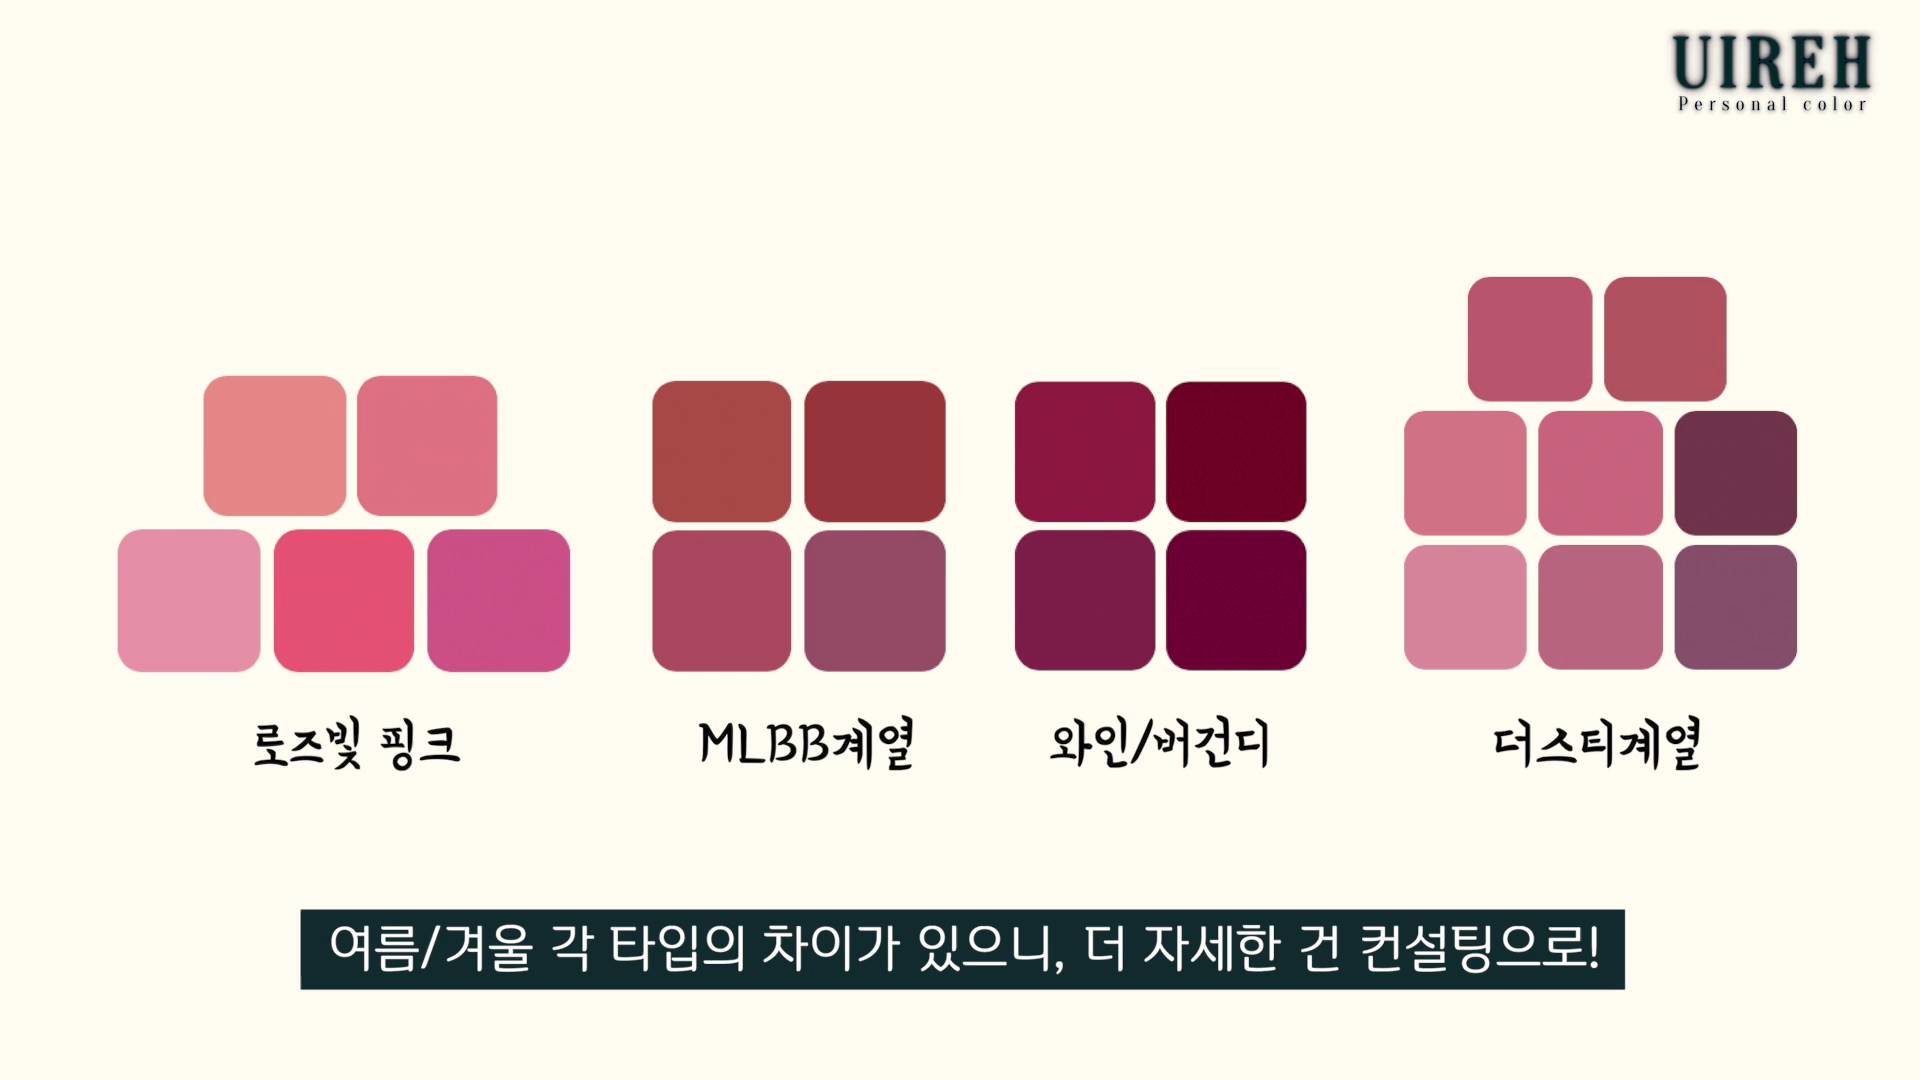 UIREH
Personal color
로즈빛 핑크
MLBB계열
와인/버건디
더스티계열
여름/겨울 각 타입의 차이가 있으니, 더 자세한 건 컨설팅으로!